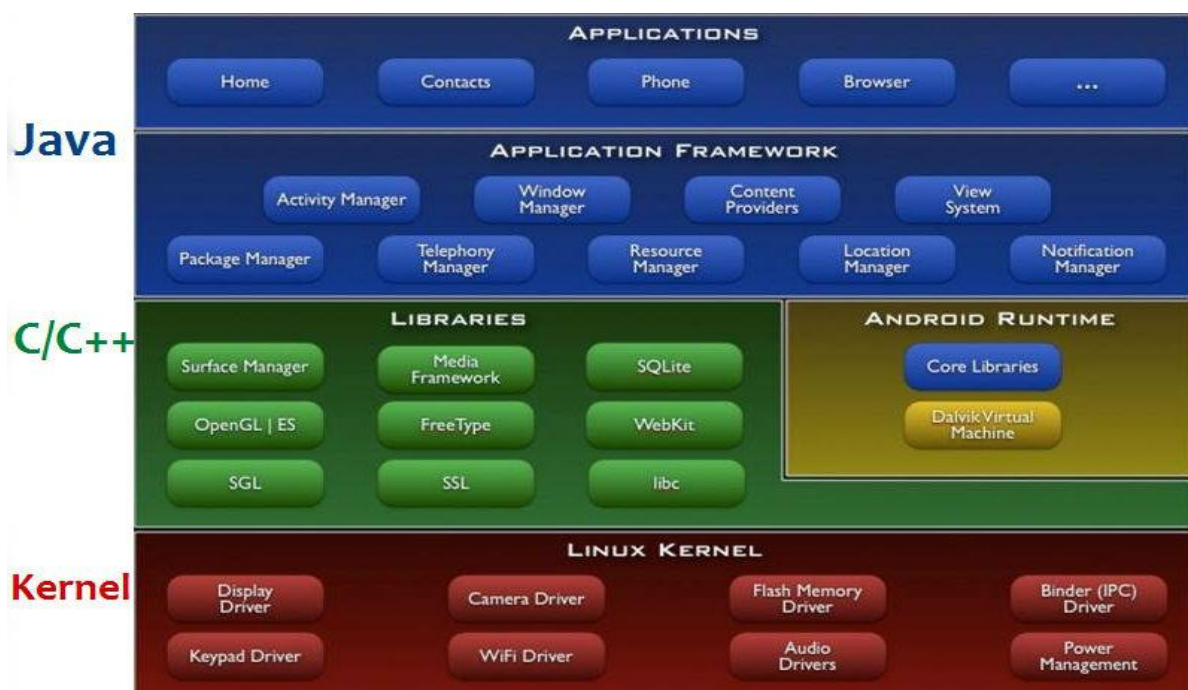 APPLICATIONS
Home
Contacts
Phone
Browser
...
Java
APPLICATION FRAMEWORK
Activity Manager
Window
Manager
Content
Providers
View
System
Package Manager
Telephony
Manager
Resource
Manager
Location
Manager
Notification
Manager
C/C++
LIBRARIES
Surface Manager
Media
Framework
SQLite
OpenGL | ES
FreeType
WebKit
SGL
SSL
libc
ANDROID RUNTIME
Core Libraries
Dalvik Virtual
Machine
Kernel
LINUX KERNEL
Display
Driver
Camera Driver
Flash Memory
Driver
Binder (IPC)
Driver
Keypad Driver
WiFi Driver
Audio
Drivers
Power
Management